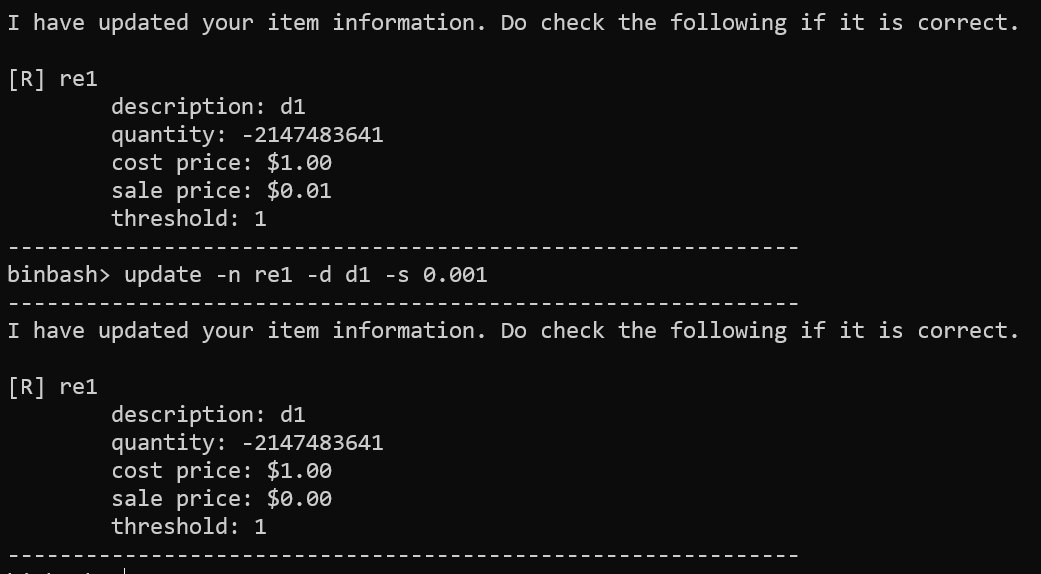 I have updated your item information. Do check the following if it is correct.
[R] re1
description: d1
quantity: -2147483641
cost price: $1.00
sale price: $0.01
threshold: 1
-------------------------------------------------------------
binbash> update -n re1 -d d1 -s 0.001
-------------------------------------------------------------
I have updated your item information. Do check the following if it is correct.
[R] re1
description: d1
quantity: -2147483641
cost price: $1.00
sale price: $0.00
threshold: 1
-------------------------------------------------------------